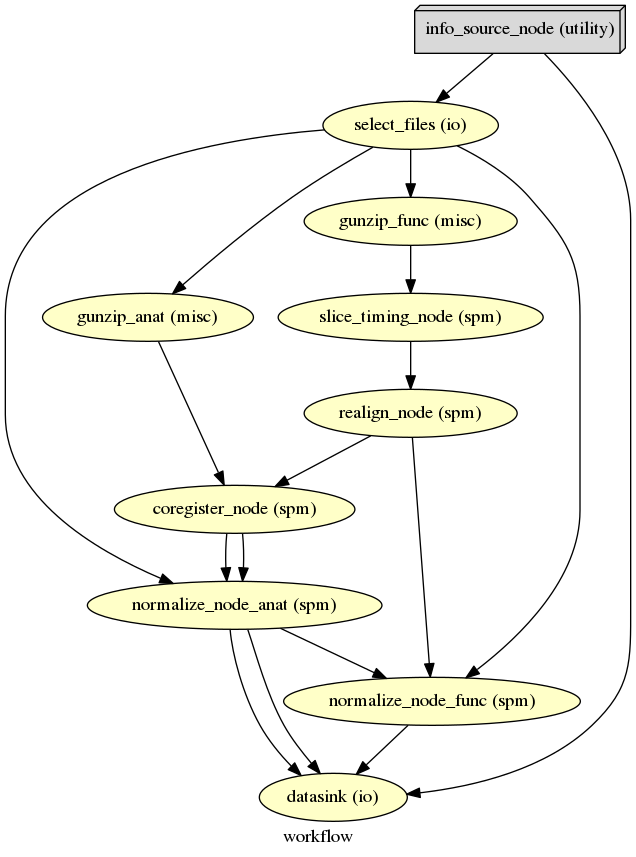 info_source_node (utility)
select_files (io)
gunzip_func (misc)
gunzip_anat (misc)
slice_timing_node (spm)
realign_node (spm)
coregister_node (spm)
normalize_node_anat (spm)
normalize_node_func (spm)
datasink (io)
workflow